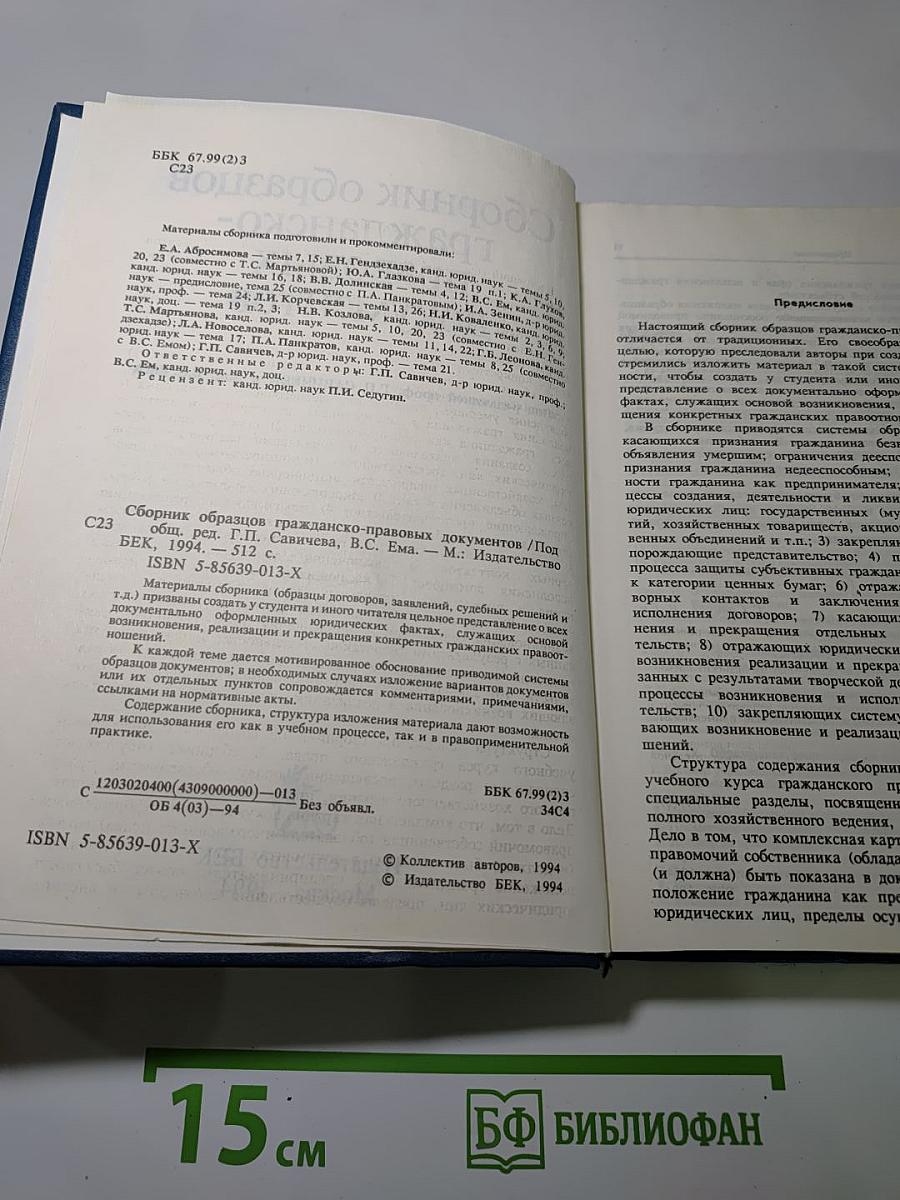 ББК 67.99(2)3
С23
Материалы сборника подготовили и прокомментировали:
Е.А. Абросимова — темы 7, 15; Е.Н. Гендзехадзе, канд. юрид. наук — темы 5, 10,
20, 23 (совместно с Т.С. Мартьяновой); Ю.А. Глазкова — тема 19 п.1; К.А. Глухов,
канд. юрид. наук — темы 16, 18; В.В. Долинская — темы 4, 12; В.С. Ем, канд. юрид.
наук — предисловие, тема 25 (совместно с П.А. Панкратовым); И.А. Зенин, д-р юрид.
наук, проф. — тема 24; Л.И. Корчевская — темы 13, 26; Н.И. Коваленко, канд. юрид.
наук, доц. — тема 19 п.2, 3; Н.В. Козлова, канд. юрид. наук — темы 2, 3, 6, 9;
Т.С. Мартьянова, канд. юрид. наук — темы 5, 10, 20, 23 (совместно с Е.Н. Ген-
дзехадзе); Л.А. Новоселова, канд. юрид. наук — темы 11, 14, 22; Г.В. Леонова, канд.
юрид. наук — тема 17; П.А. Панкратов, канд. юрид. наук — темы 8, 25 (совместно
с В.С. Емом); Г.П. Савичев, д-р юрид. наук, проф. — тема 21.
Ответственные редакторы: Г.П. Савичев, д-р юрид. наук, проф.;
В.С. Ем, канд. юрид. наук, доц.
Рецензент: канд. юрид. наук П.И. Седугин.
Сборник образцов гражданско-правовых документов /Под
С23 общ. ред. Г.П. Савичева, В.С. Ема. — М.: Издательство
БЕК, 1994. — 512 с.
ISBN 5-85639-013-X
Материалы сборника (образцы договоров, заявлений, судебных решений и
т.д.) призваны создать у студента и иного читателя цельное представление о всех
документально оформленных юридических фактах, служащих основой
возникновения, реализации и прекращения конкретных гражданских правоот-
ношений.
К каждой теме дается мотивированное обоснование приводимой системы
образцов документов; в необходимых случаях изложение вариантов документов
или их отдельных пунктов сопровождается комментариями, примечаниями,
ссылками на нормативные акты.
Содержание сборника, структура изложения материала дают возможность
для использования его как в учебном процессе, так и в правоприменительной
практике.
С 1203020400(4309000000)—013
ОБ 4(03)—94 Без объявл.
ББК 67.99(2)3
34С4
ISBN 5-85639-013-X
© Коллектив авторов, 1994
© Издательство БЕК, 1994
Предисловие
Настоящий сборник образцов гражданско-п
отличается от традиционных. Его своеобра
целью, которую преследовали авторы при соз
стремились изложить материал в такой систе
ности, чтобы создать у студента или ино
представление о всех документально оформ
фактах, служащих основой возникновения,
щения конкретных гражданских правоотно
В сборнике приводятся системы обр
касающихся признания гражданина безв
объявления умершим; ограничения дееспо
признания гражданина недееспособным;
ности гражданина как предпринимателя;
цессы создания, деятельности и ликви
юридических лиц: государственных (му
тий, хозяйственных товариществ, акцио
венных объединений и т.п.; 3) закреплян
порождающие представительство; 4) п
процесса защиты субъективных граждан
к категории ценных бумаг; 6) отраж
ворных контактов и заключения
исполнения договоров; 7) касающих
нения и прекращения отдельных
тельств; 8) отражающих юридически
возникновения реализации и прекра
занных с результатами творческой де
процессы возникновения и испол
тельств; 10) закрепляющих систему
вающих возникновение и реализац
шений.
Структура содержания сборник
учебного курса гражданского пр
специальные разделы, посвящен
полного хозяйственного ведения,
Дело в том, что комплексная карт
правомочий собственника (облада
(и должна) быть показана в док
положение гражданина как пре
юридических лиц, пределы осу
15 см
БФ БИБЛИОФАН